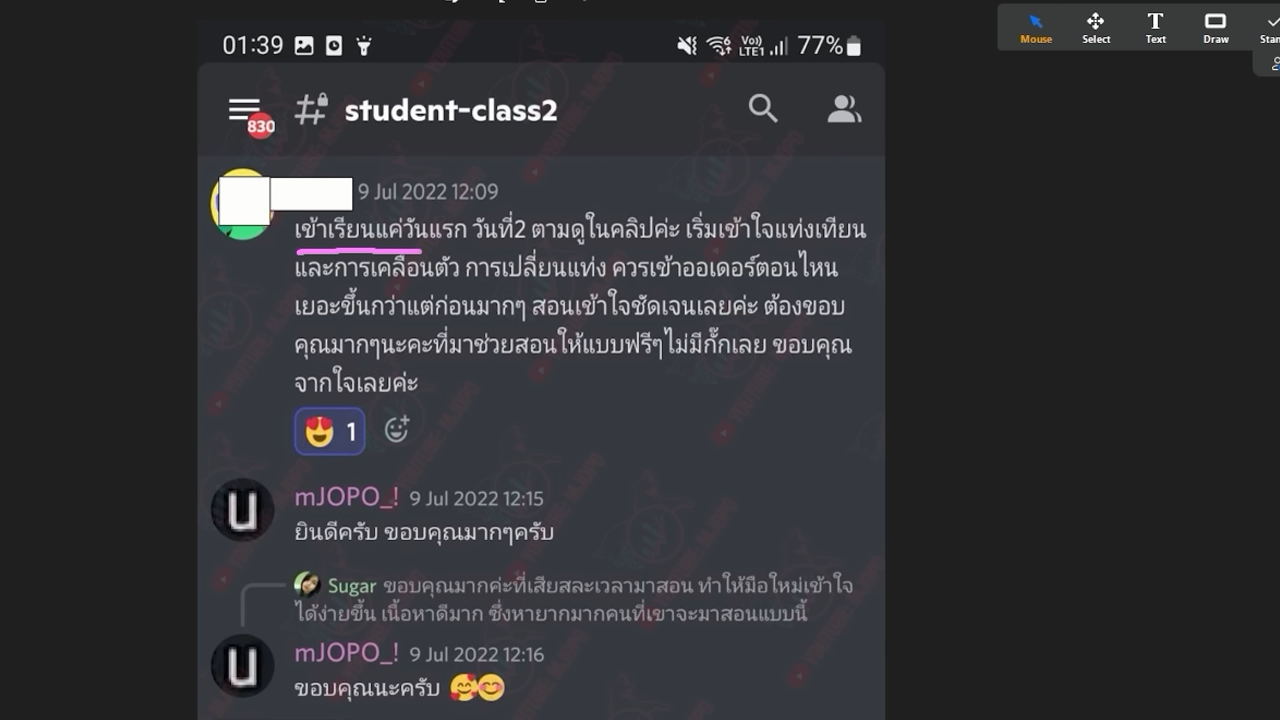 Mouse
Select
Text
Draw
01:39
Vo)) LTE1
77%
student-class2
830
9 Jul 2022 12:09
เข้าเรียนแค่วันแรก วันที่2 ตามดูในคลิปค่ะ เริ่มเข้าใจแท่งเทียน
และการเคลื่อนตัว การเปลี่ยนแท่ง ควรเข้าออเดอร์ตอนไหน
เยอะขึ้นกว่าแต่ก่อนมากๆ สอนเข้าใจชัดเจนเลยค่ะ ต้องขอบ
คุณมากๆนะคะที่มาช่วยสอนให้แบบฟรีๆไม่มีกั๊กเลย ขอบคุณ
จากใจเลยค่ะ
1
mJOPO_! 9 Jul 2022 12:15
ยินดีครับ ขอบคุณมากๆครับ
Sugar ขอบคุณมากค่ะที่เสียสละเวลามาสอน ทำให้มือใหม่เข้าใจ
ได้ง่ายขึ้น เนื้อหาดีมาก ซึ่งหายากมากคนที่เขาจะมาสอนแบบนี้
mJOPO_! 9 Jul 2022 12:16
ขอบคุณนะครับ 🥰😊